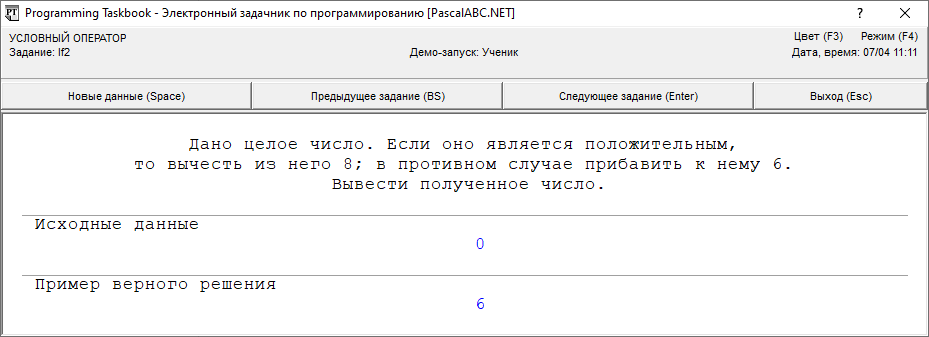 Programming Taskbook - Электронный задачник по программированию [PascalABC.NET]
УСЛОВНЫЙ ОПЕРАТОР
Цвет (F3) Режим (F4)
Задание: If2
Демо-запуск: Ученик
Дата, время: 07/04 11:11
Новые данные (Space)
Предыдущее задание (BS)
Следующее задание (Enter)
Выход (Esc)
Дано целое число. Если оно является положительным,
то вычесть из него 8; в противном случае прибавить к нему 6.
Вывести полученное число.
Исходные данные
0
Пример верного решения
6